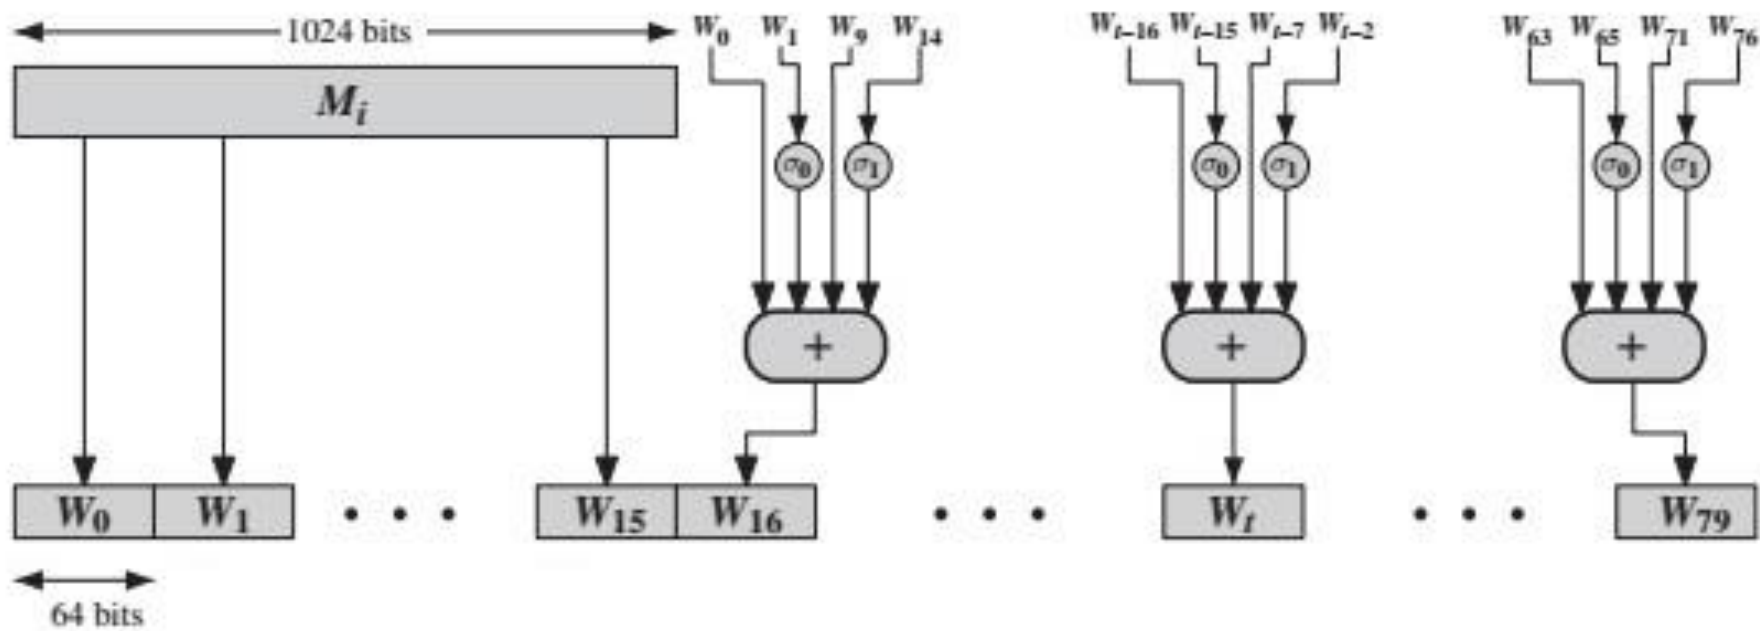 1024 bits W₀ W₁ W₉ W₁₄ Wₜ₋₁₆ Wₜ₋₁₅ Wₜ₋₇ Wₜ₋₂ W₆₃ W₆₅ W₇₁ W₇₆
Mᵢ
σ₀ σ₁ σ₀ σ₁ σ₀ σ₁
+ + +
W₀ W₁ • • • W₁₅ W₁₆ • • • Wₜ • • • W₇₉
64 bits